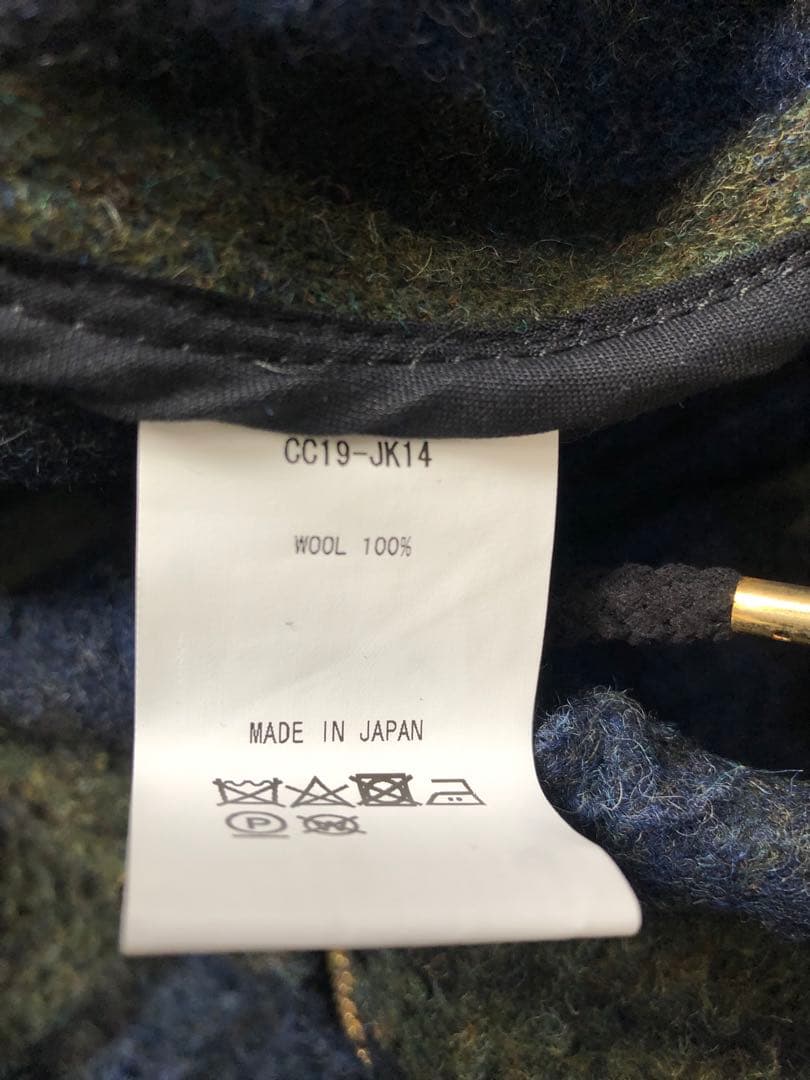 CC19-JK14
WOOL 100%
MADE IN JAPAN
P
W